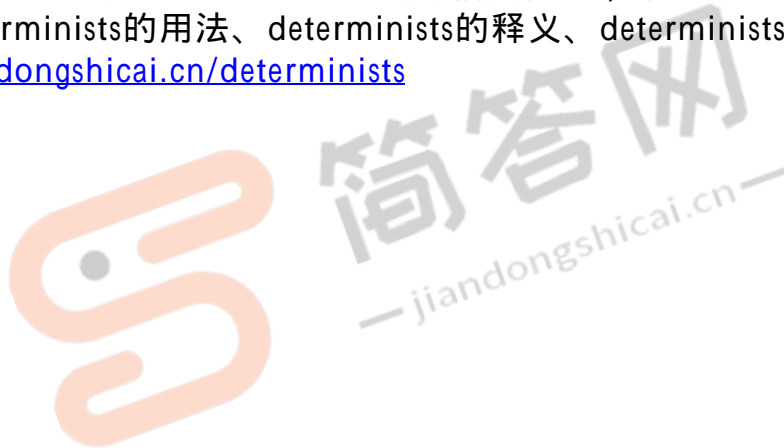 rminists的用法、determinists的释义、determinists
dongshicai.cn/determinists
简答网
jiandongshicai.cn